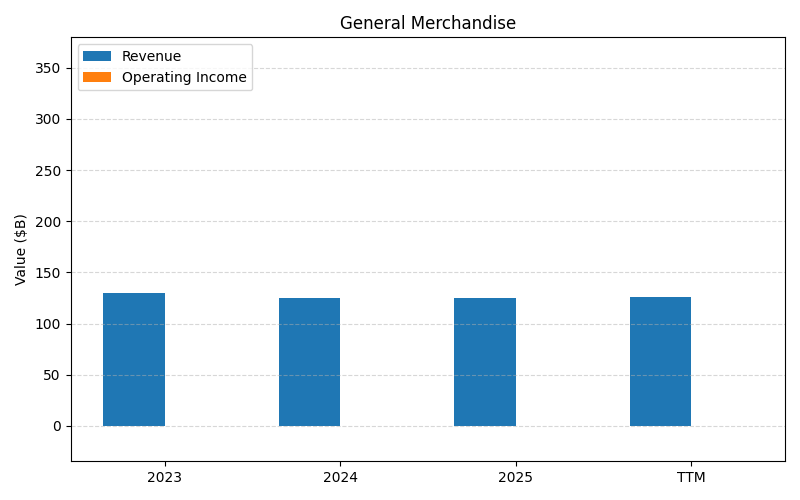 General Merchandise
Revenue
Operating Income
Value ($B)
350
300
250
200
150
100
50
0
2023 2024 2025 TTM